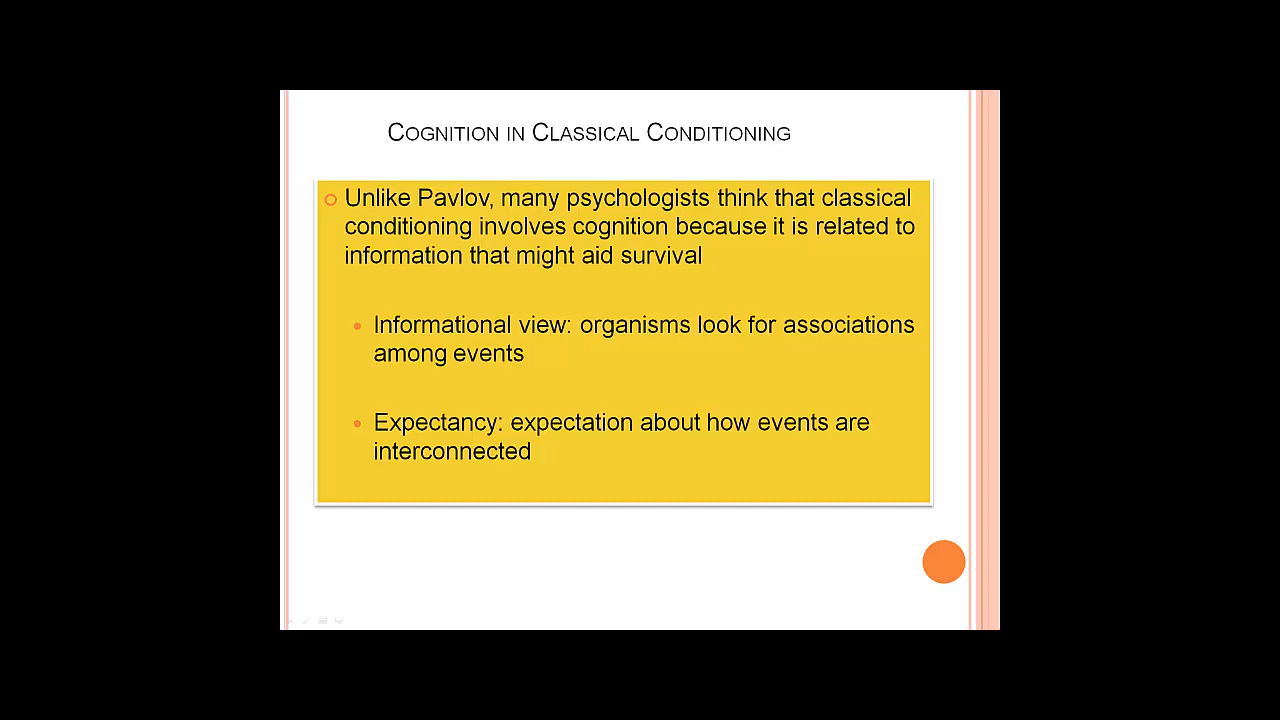 Cognition in Classical Conditioning
Unlike Pavlov, many psychologists think that classical
conditioning involves cognition because it is related to
information that might aid survival
Informational view: organisms look for associations
among events
Expectancy: expectation about how events are
interconnected